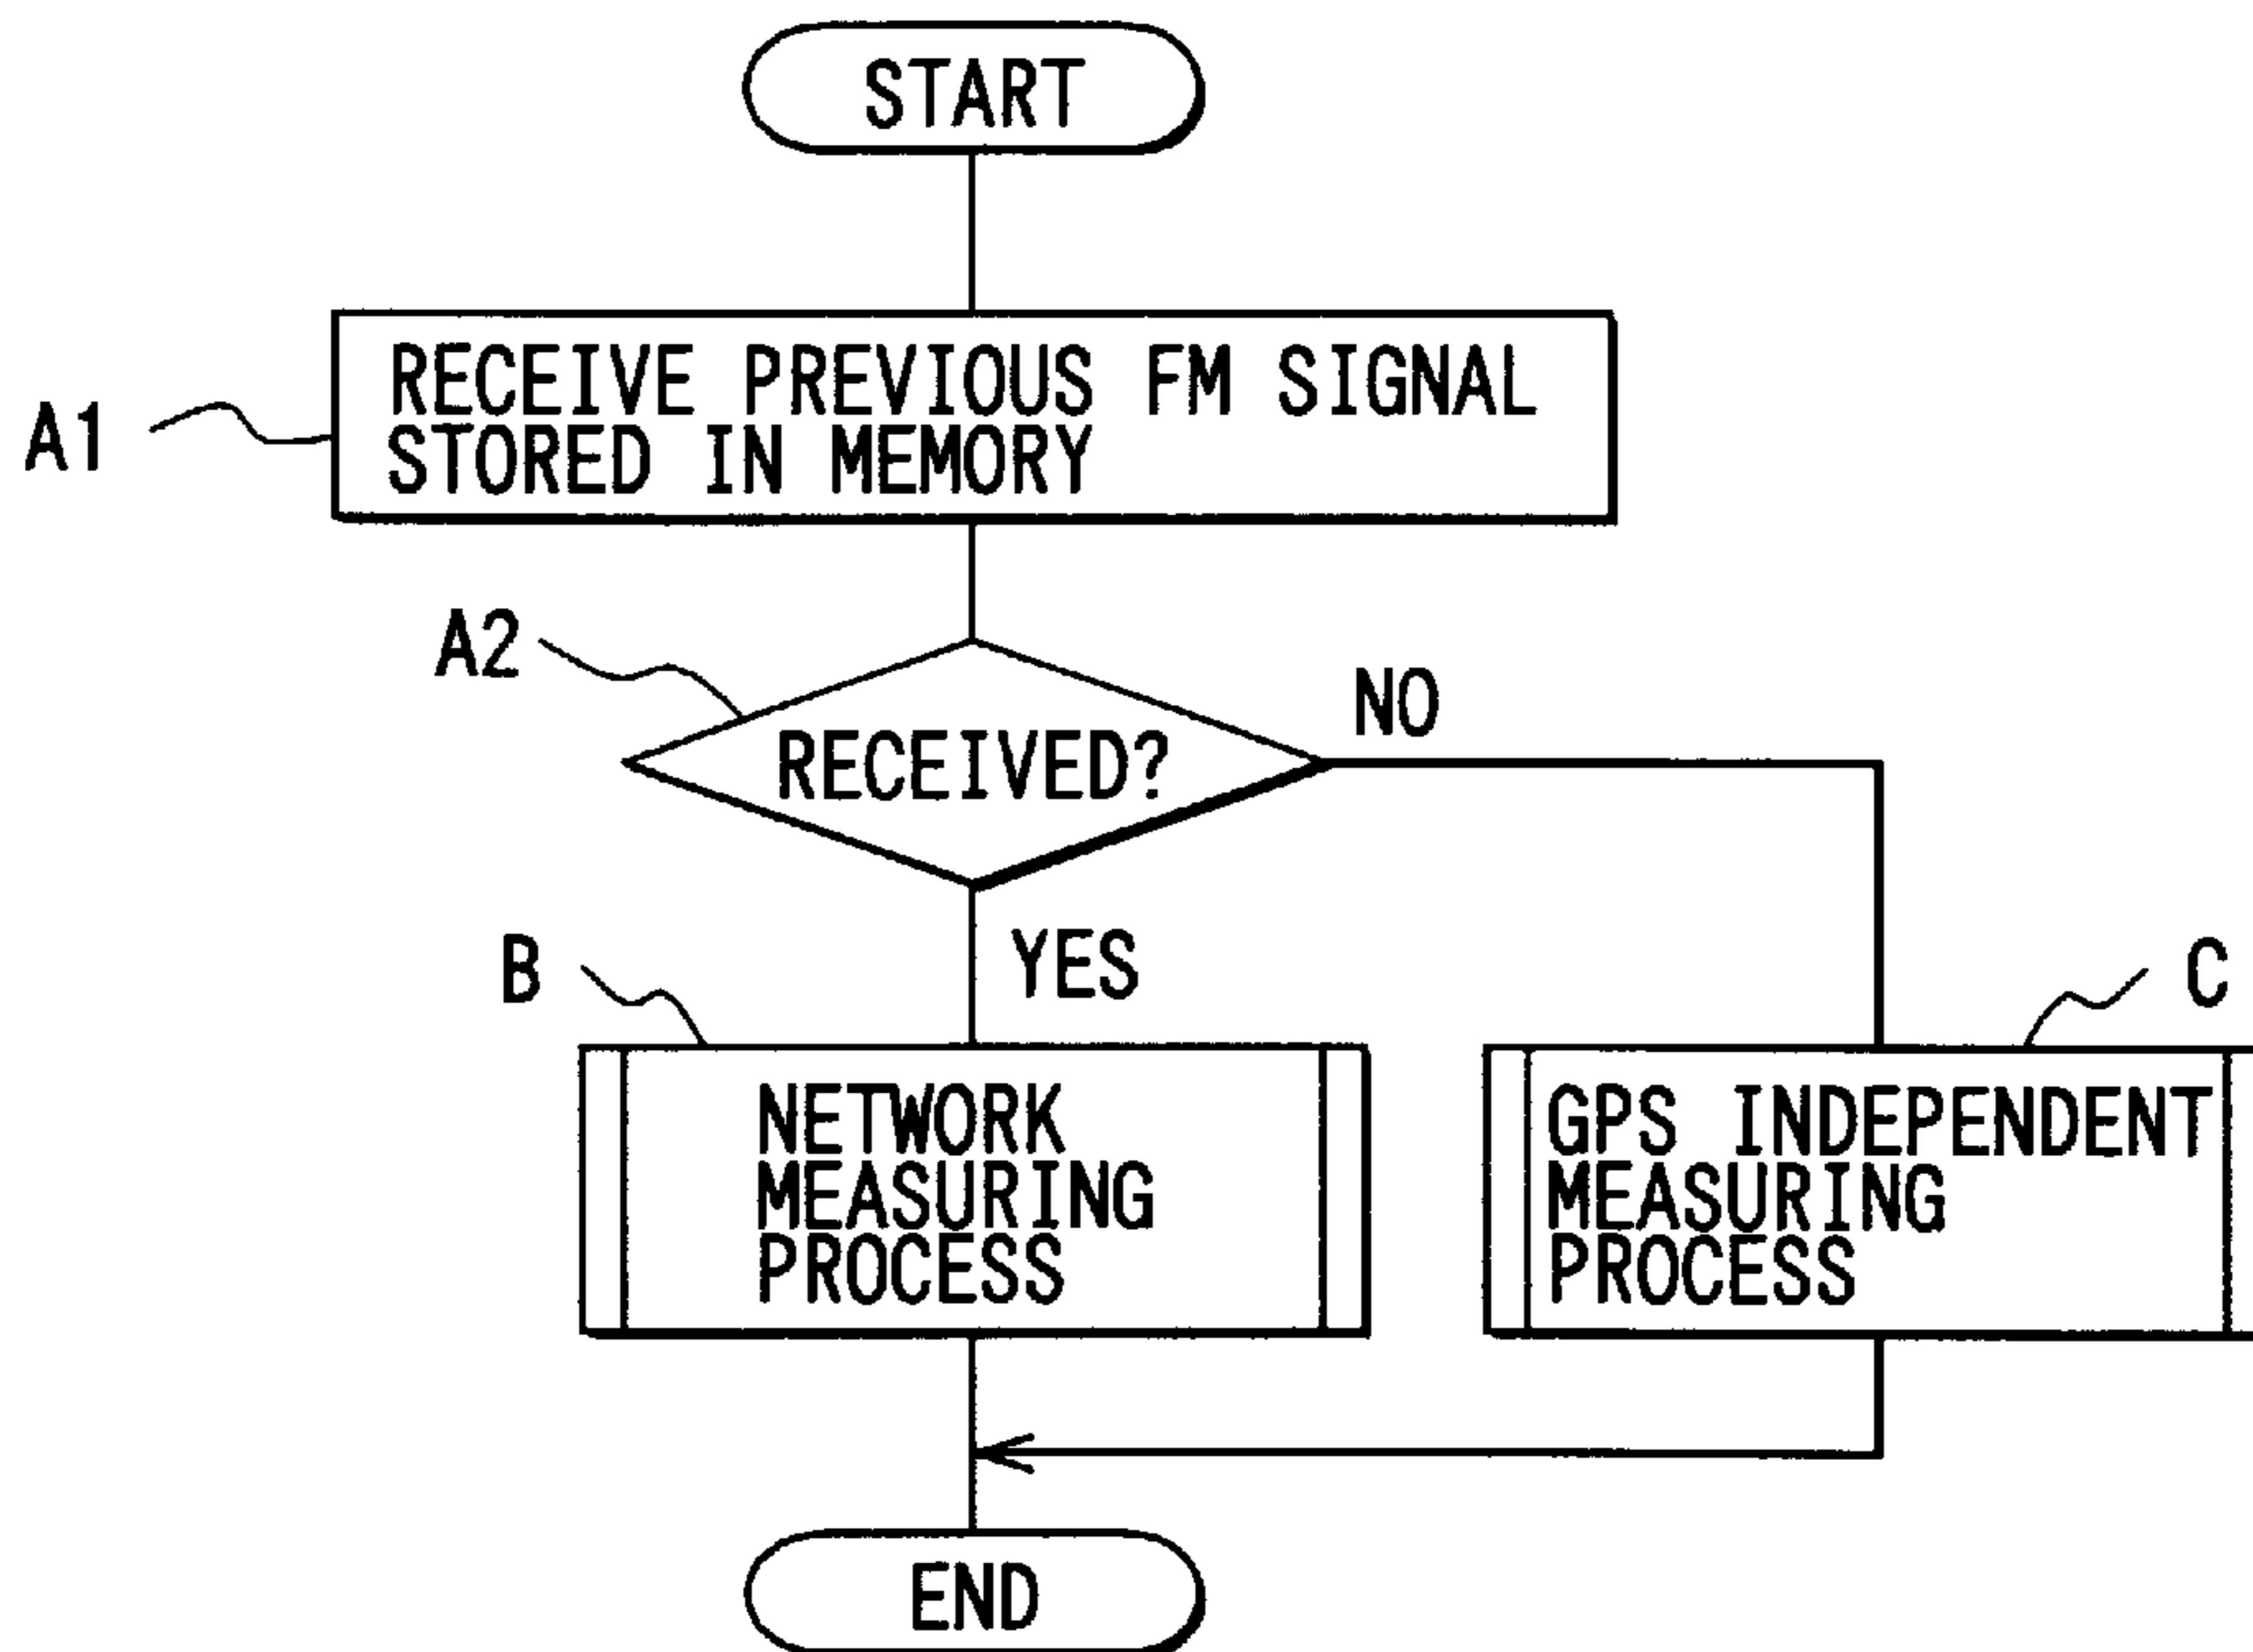 START
A1
RECEIVE PREVIOUS FM SIGNAL
STORED IN MEMORY
A2
RECEIVED?
NO
YES
B
NETWORK
MEASURING
PROCESS
C
GPS INDEPENDENT
MEASURING
PROCESS
END